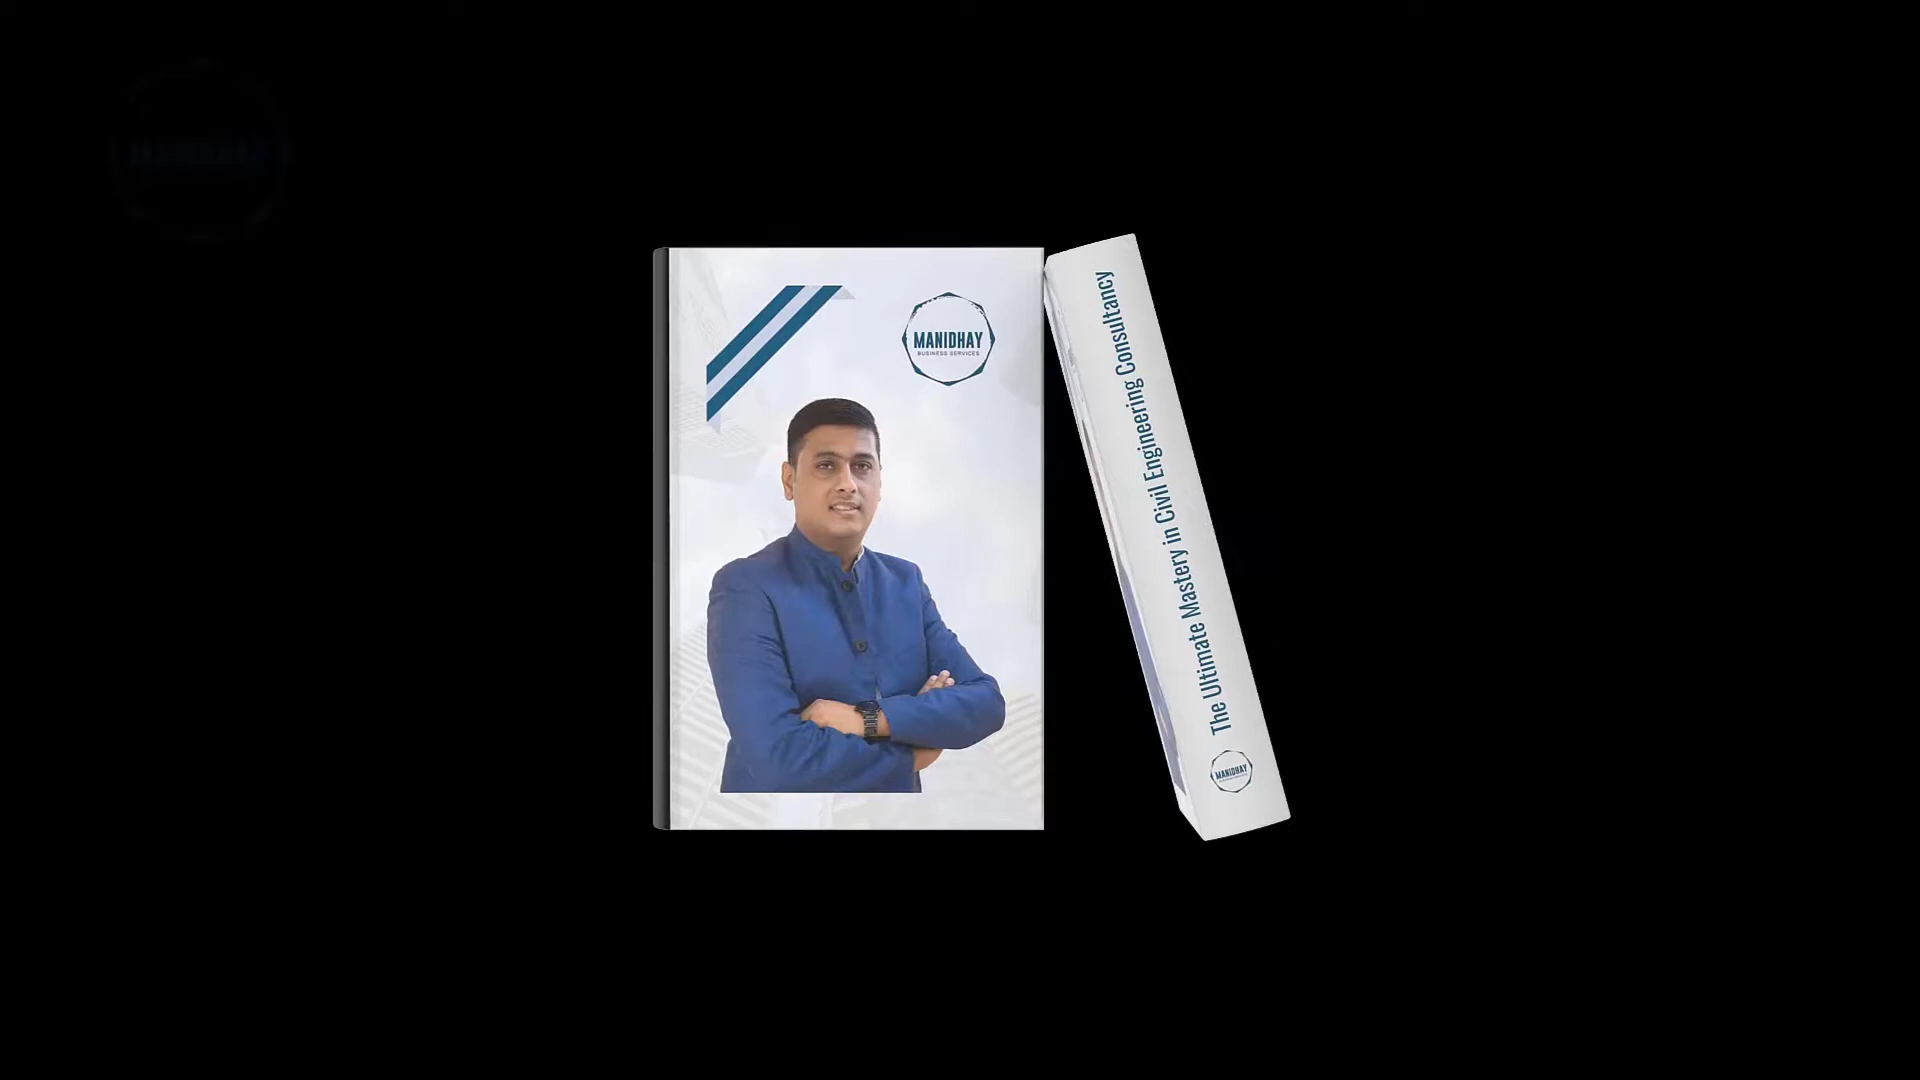 MANIDHAY
BUSINESS SERVICES
The Ultimate Mastery in Civil Engineering Consultancy
MANIDHAY